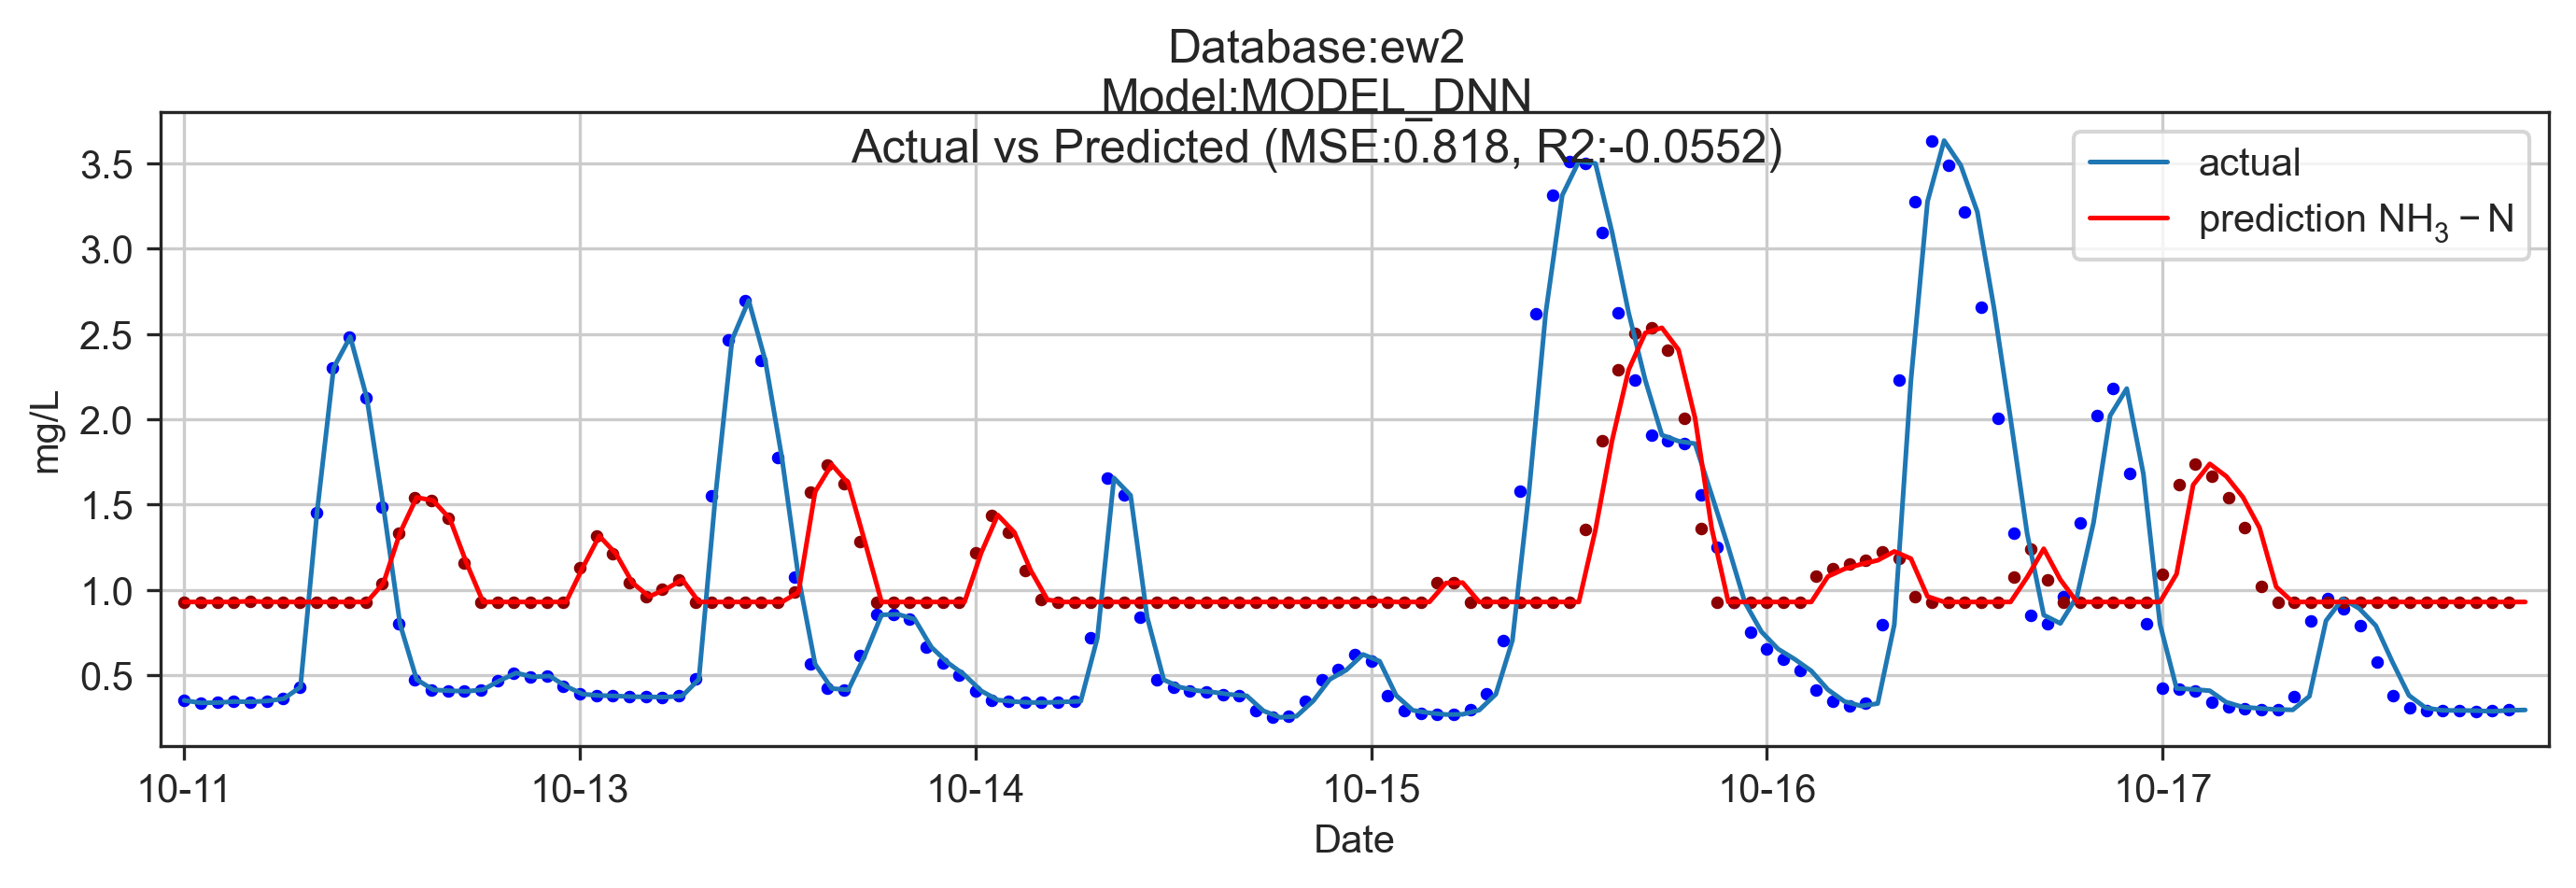 Database:ew2
Model:MODEL_DNN
Actual vs Predicted (MSE:0.818, R2:-0.0552)
actual
prediction NH₃ − N
mg/L
3.5
3.0
2.5
2.0
1.5
1.0
0.5
10-11 10-13 10-14 10-15 10-16 10-17
Date